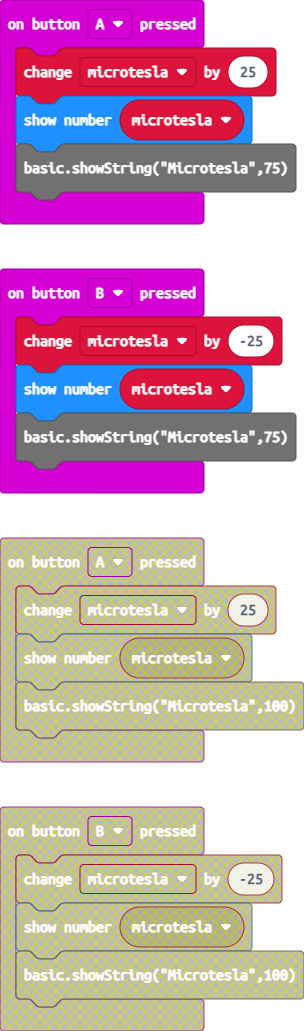 on button A pressed
change microtesla by 25
show number microtesla
basic.showString("Microtesla",75)
on button B pressed
change microtesla by -25
show number microtesla
basic.showString("Microtesla",75)
on button A pressed
change microtesla by 25
show number microtesla
basic.showString("Microtesla",100)
on button B pressed
change microtesla by -25
show number microtesla
basic.showString("Microtesla",100)